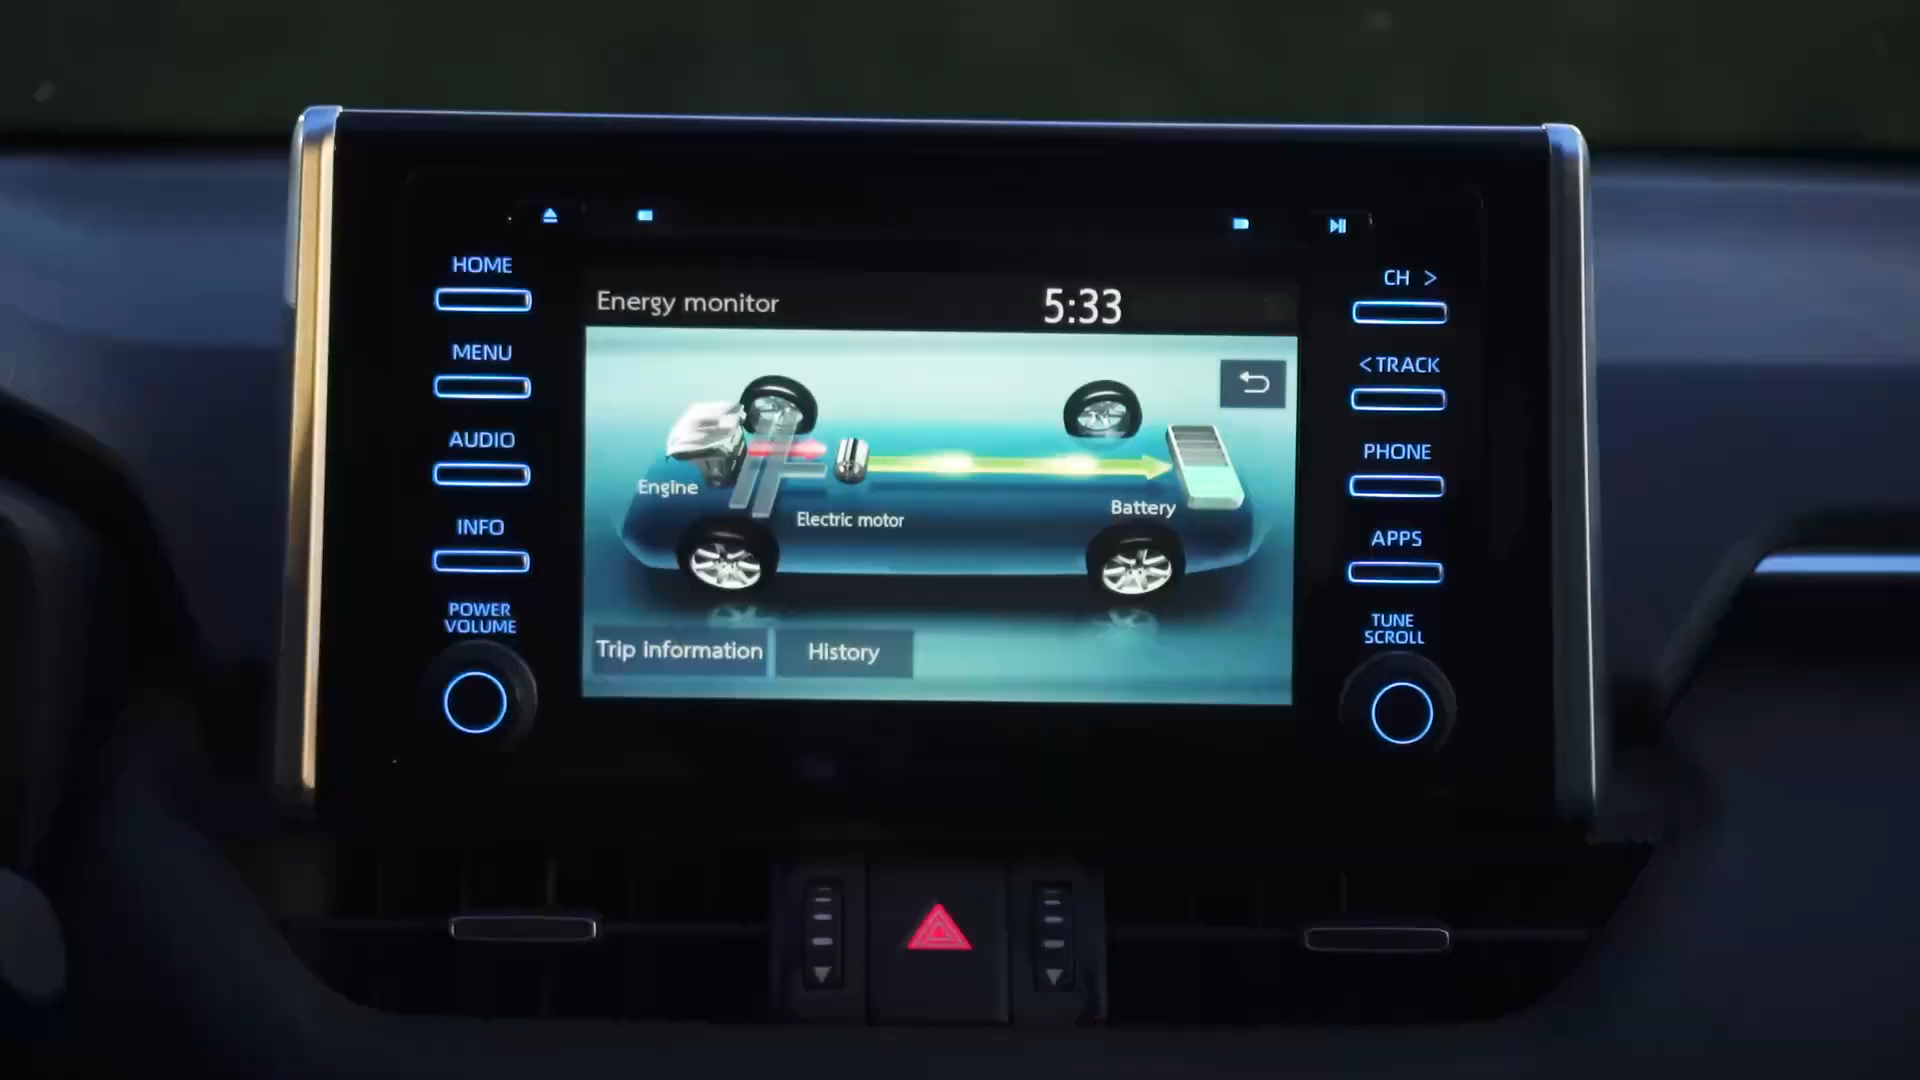 HOME
MENU
AUDIO
INFO
POWER
VOLUME
Energy monitor
5:33
Engine
Electric motor
Battery
Trip information
History
CH >
<TRACK
PHONE
APPS
TUNE
SCROLL